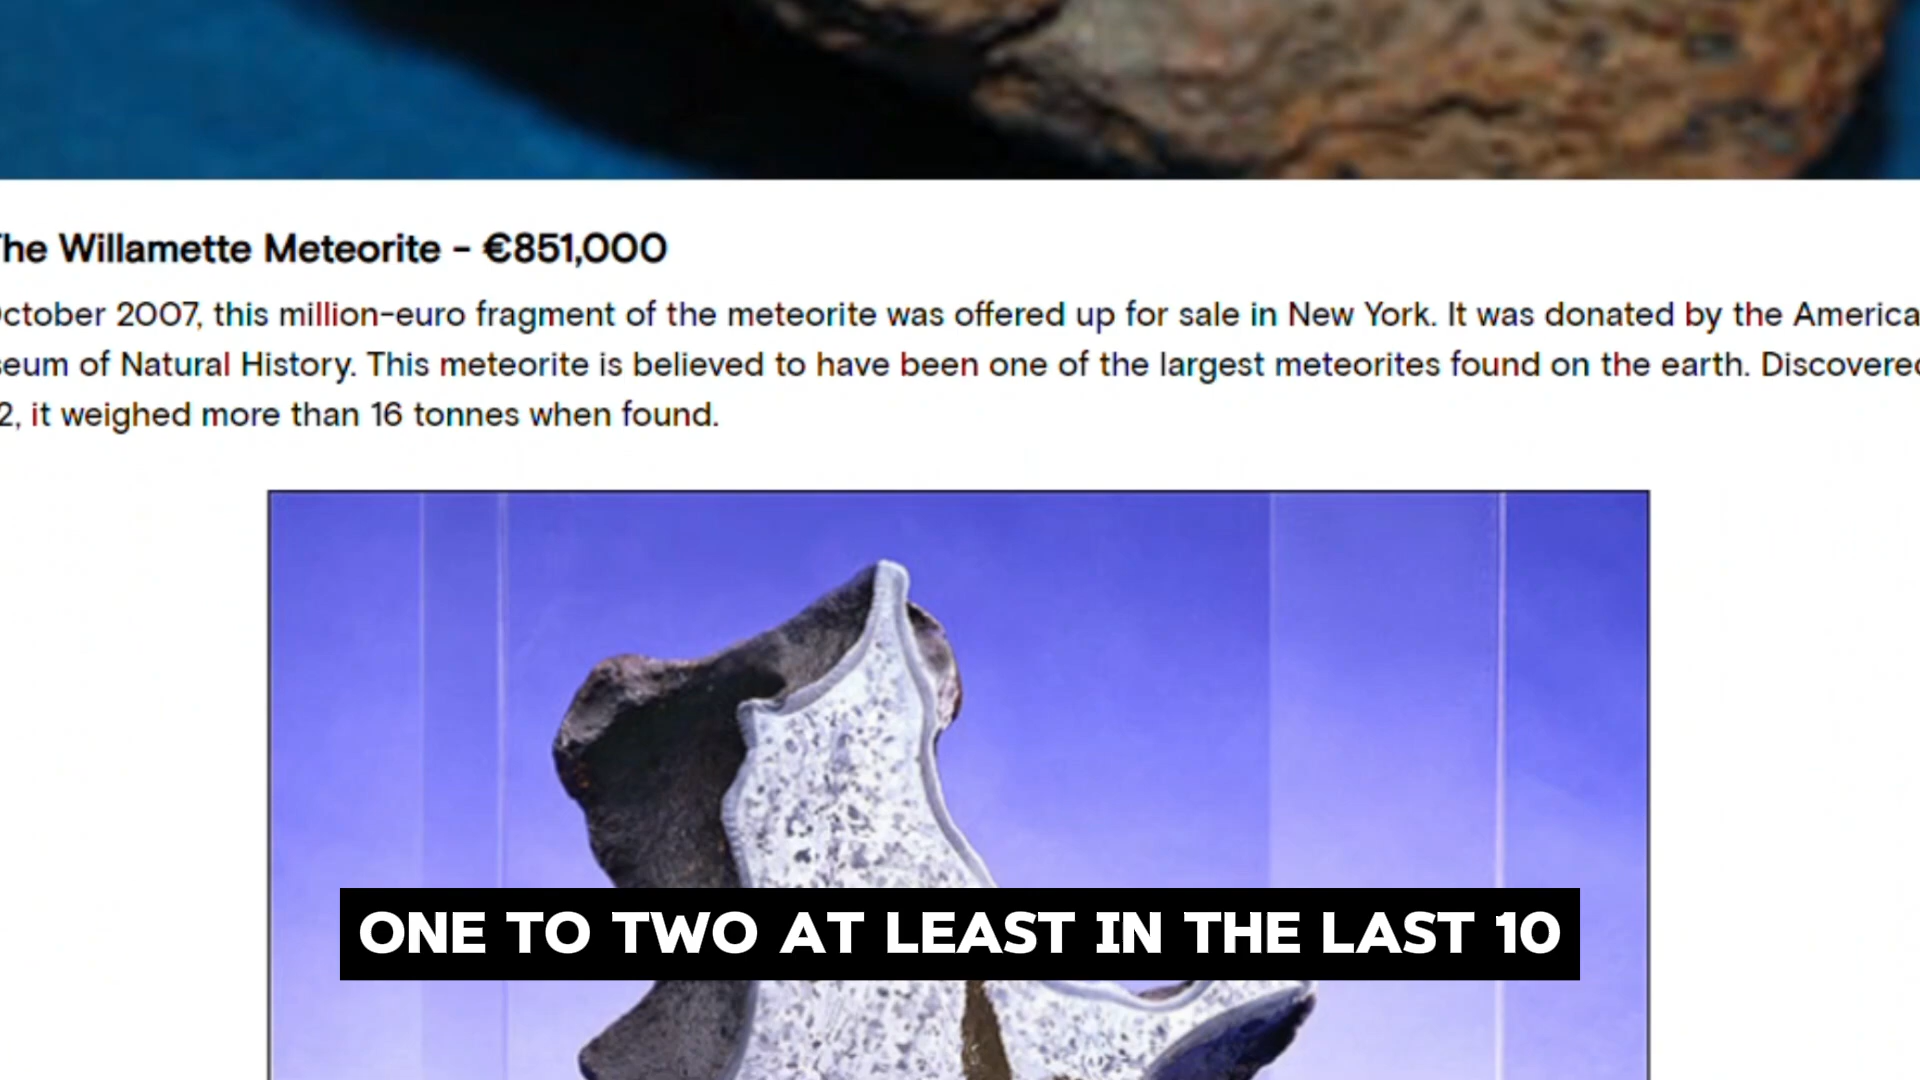 The Willamette Meteorite – €851,000
ctober 2007, this million-euro fragment of the meteorite was offered up for sale in New York. It was donated by the America
eum of Natural History. This meteorite is believed to have been one of the largest meteorites found on the earth. Discovered
2, it weighed more than 16 tonnes when found.
ONE TO TWO AT LEAST IN THE LAST 10